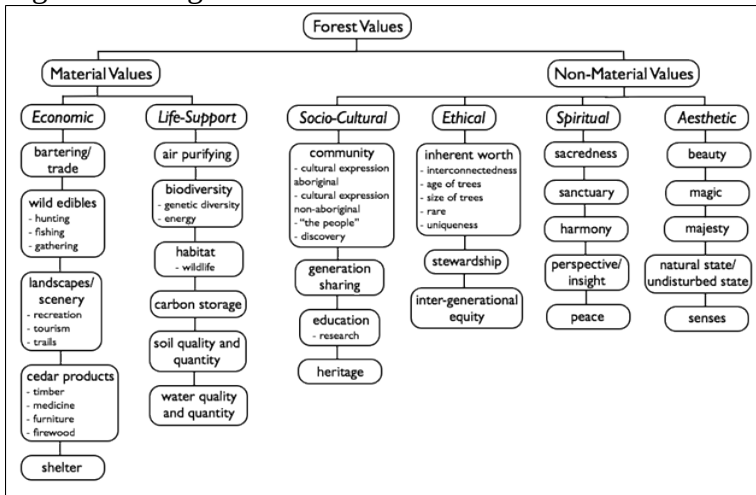 Forest Values
Material Values
Non-Material Values
Economic
Life-Support
Socio-Cultural
Ethical
Spiritual
Aesthetic
bartering/
trade
wild edibles
- hunting
- fishing
- gathering
landscapes/
scenery
- recreation
- tourism
- trails
cedar products
- timber
- medicine
- furniture
- firewood
shelter
air purifying
biodiversity
- genetic diversity
- energy
habitat
- wildlife
carbon storage
soil quality and
quantity
water quality
and quantity
community
- cultural expression
aboriginal
- cultural expression
non-aboriginal
- "the people"
- discovery
generation
sharing
education
- research
heritage
inherent worth
- interconnectedness
- age of trees
- size of trees
- rare
- uniqueness
stewardship
inter-generational
equity
sacredness
sanctuary
harmony
perspective/
insight
peace
beauty
magic
majesty
natural state/
undisturbed state
senses